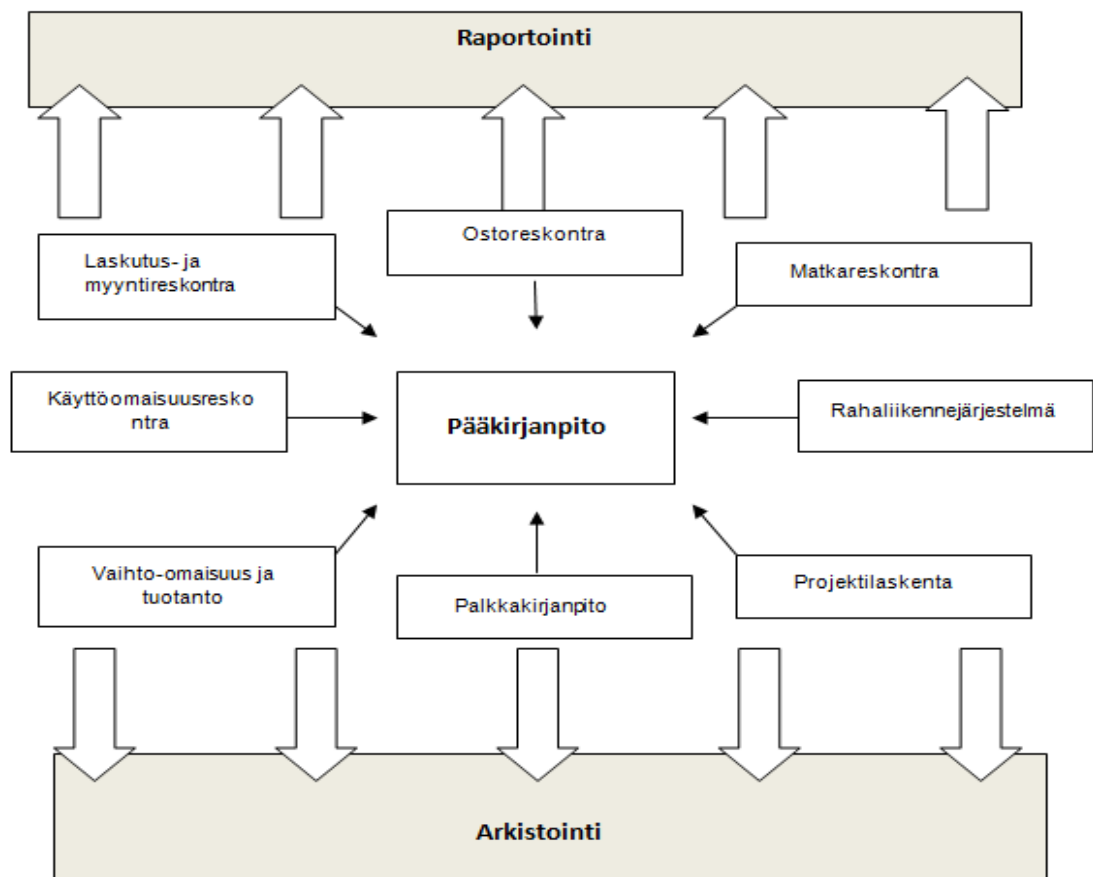 Raportointi
Ostoreskontra
Laskutus- ja
myyntireskontra
Matkareskontra
Käyttöomaisuusresko
ntra
Pääkirjanpito
Rahaliikennejärjestelmä
Vaihto-omaisuus ja
tuotanto
Palkkakirjanpito
Projektilaskenta
Arkistointi